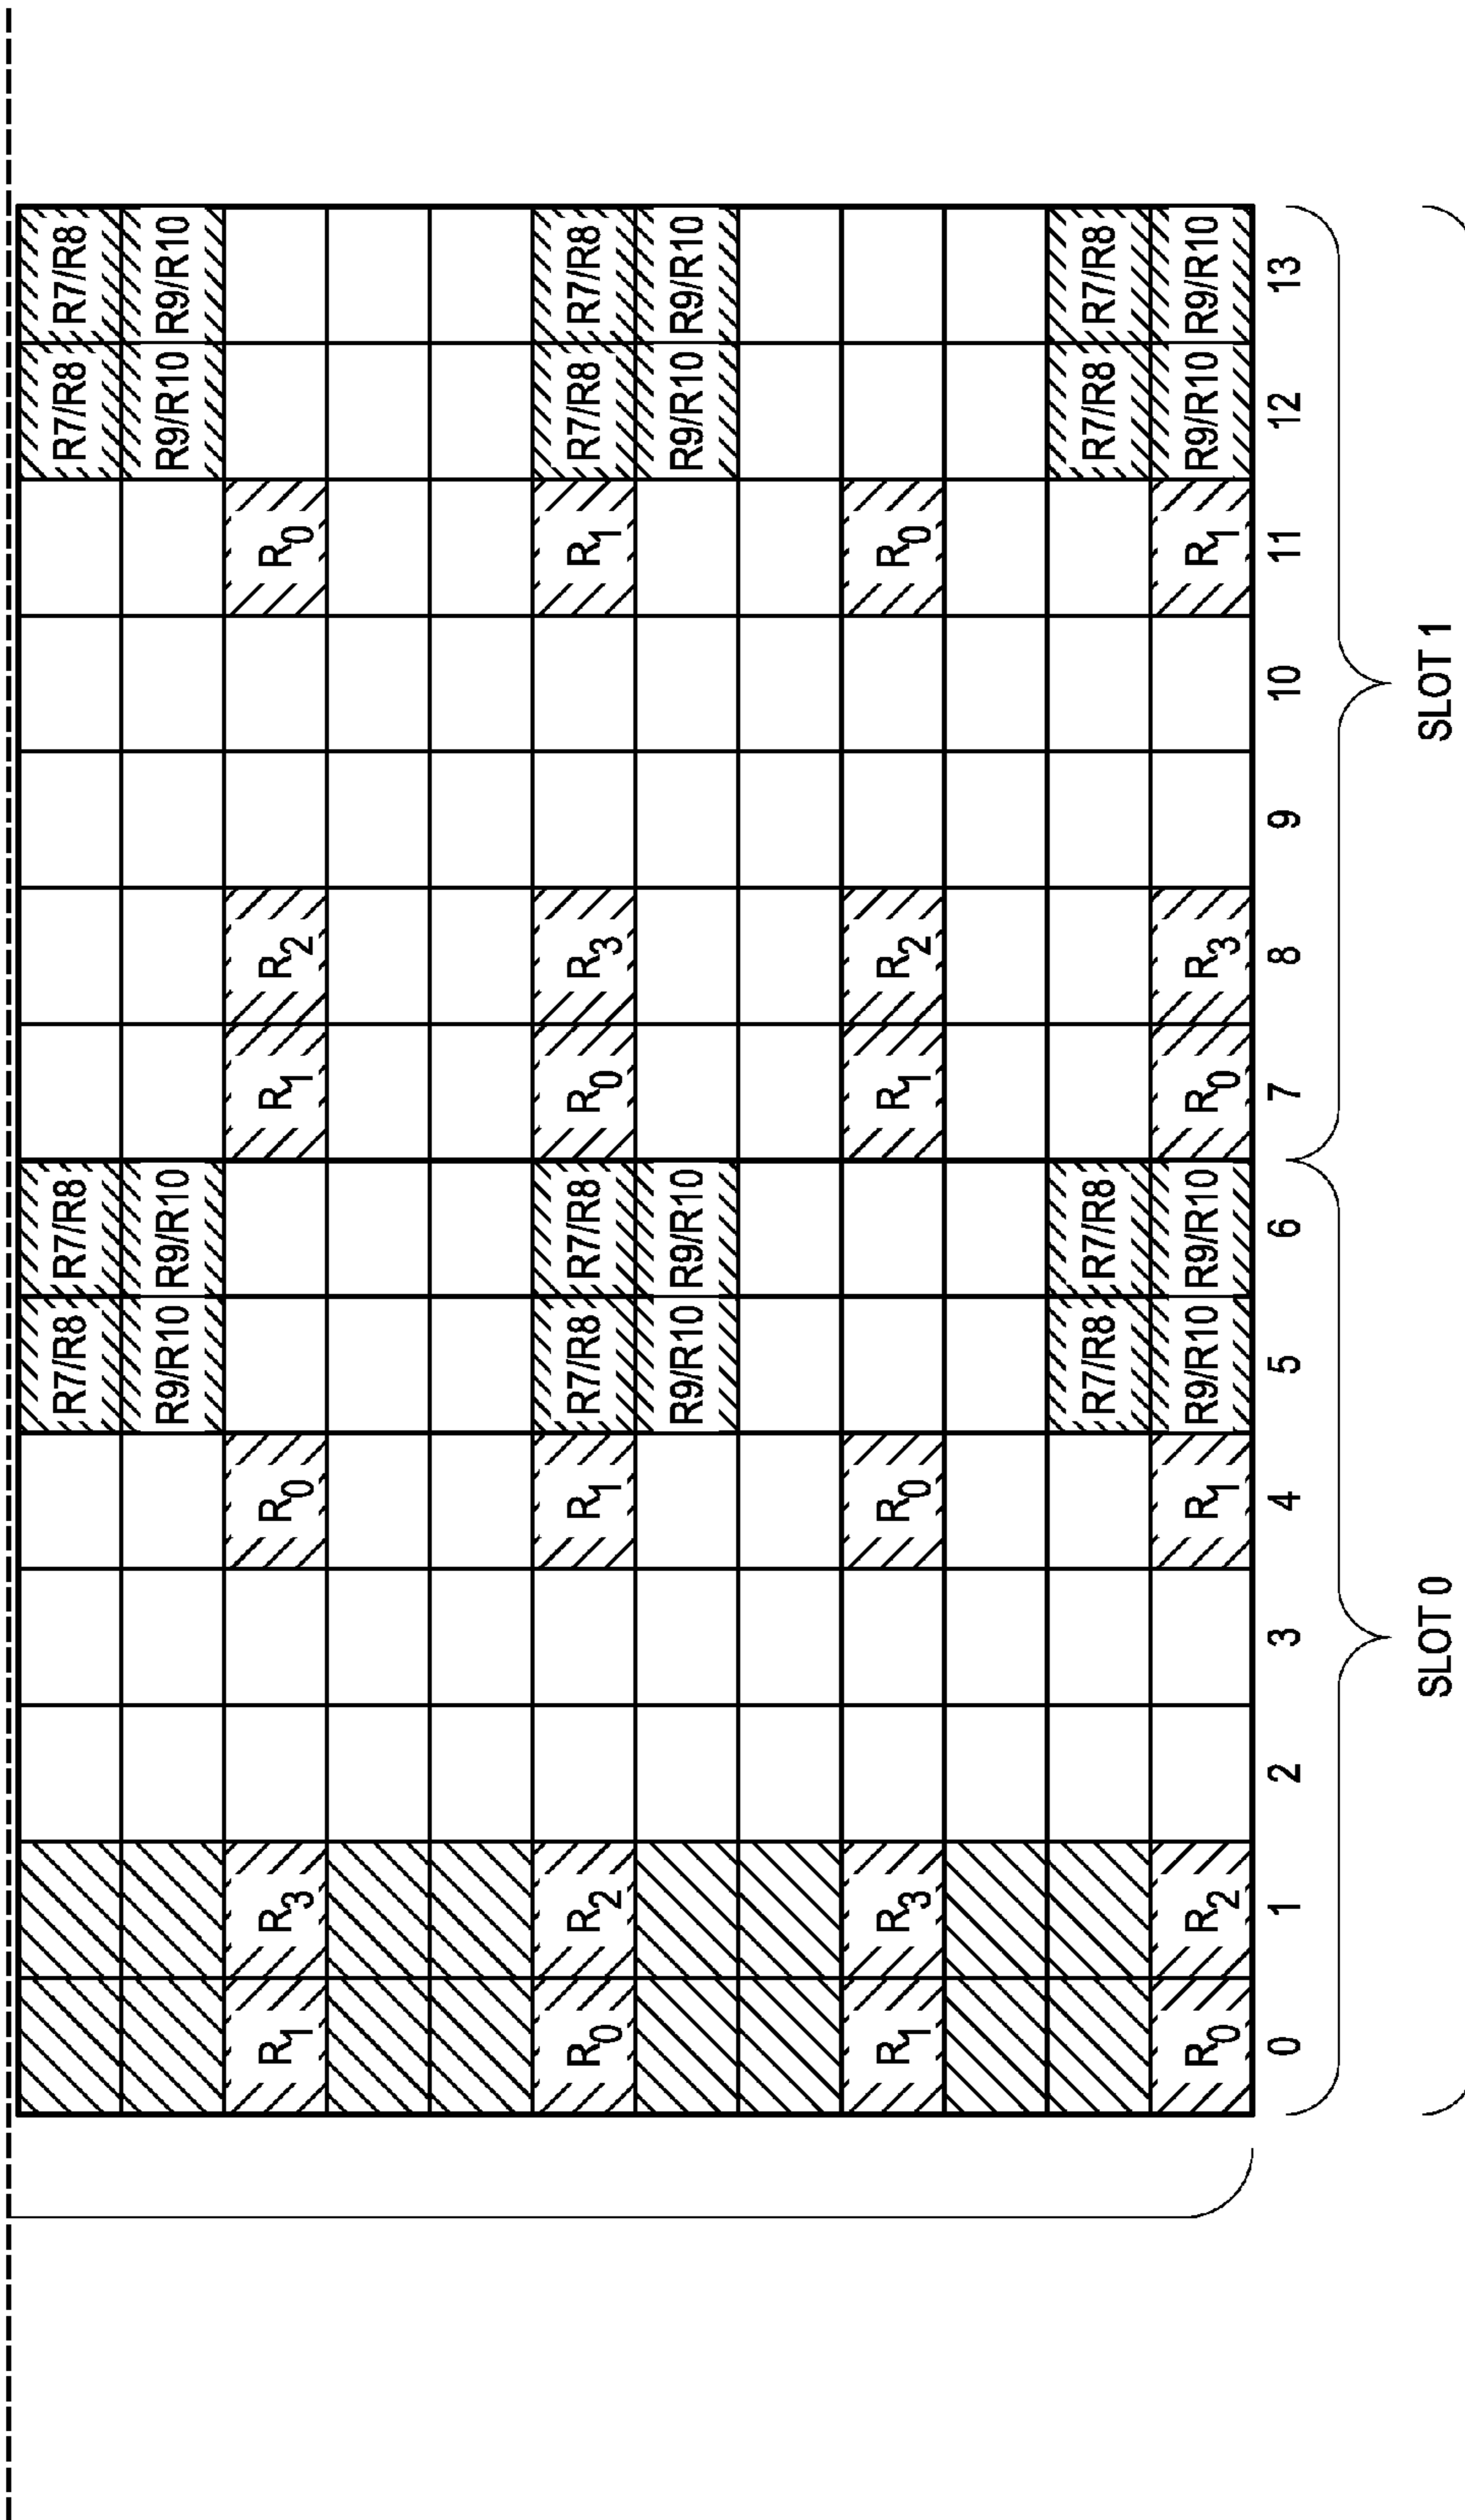 R7/R8 R7/R8 R7/R8 R7/R8
R9/R10 R9/R10 R9/R10 R9/R10
R1 R3 R0 R1 R2 R0
R0 R2 R1 R7/R8 R7/R8 R0 R3 R1 R7/R8 R7/R8
R9/R10 R9/R10 R9/R10 R9/R10
R1 R3 R0 R1 R2 R0
R7/R8 R7/R8 R7/R8 R7/R8
R0 R2 R1 R9/R10 R9/R10 R0 R3 R1 R9/R10 R9/R10
0 1 2 3 4 5 6 7 8 9 10 11 12 13
SLOT 0 SLOT 1